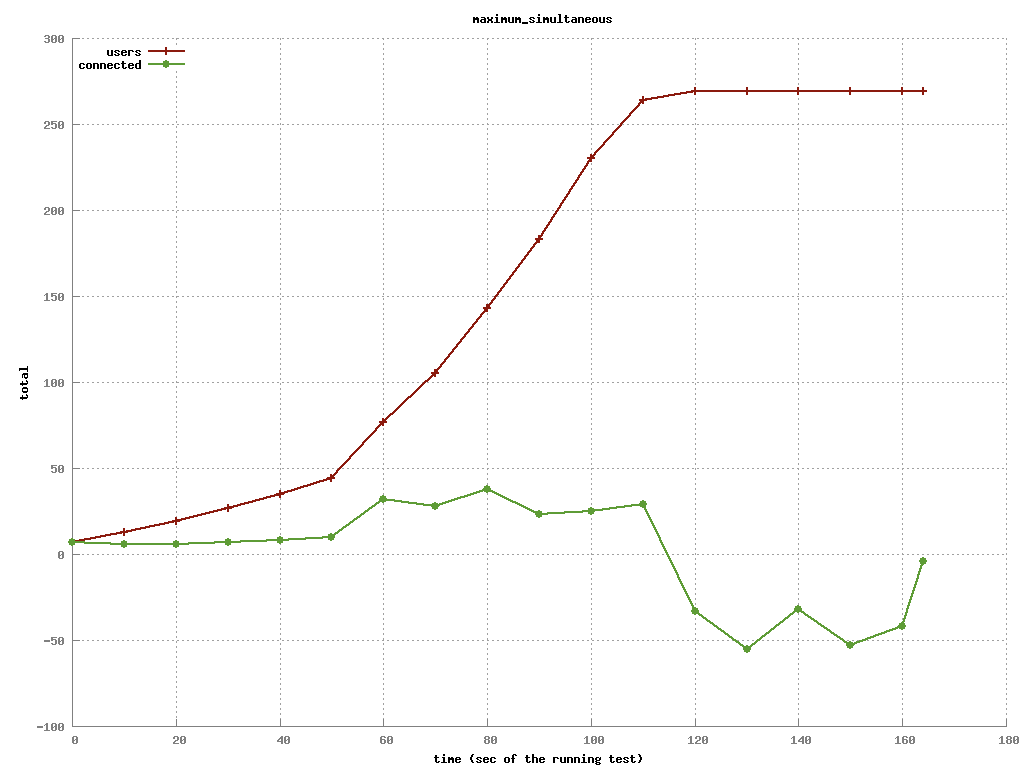 maximum_simultaneous
300
250
200
150
100
50
0
-50
-100
users
connected
total
0 20 40 60 80 100 120 140 160 180
time (sec of the running test)